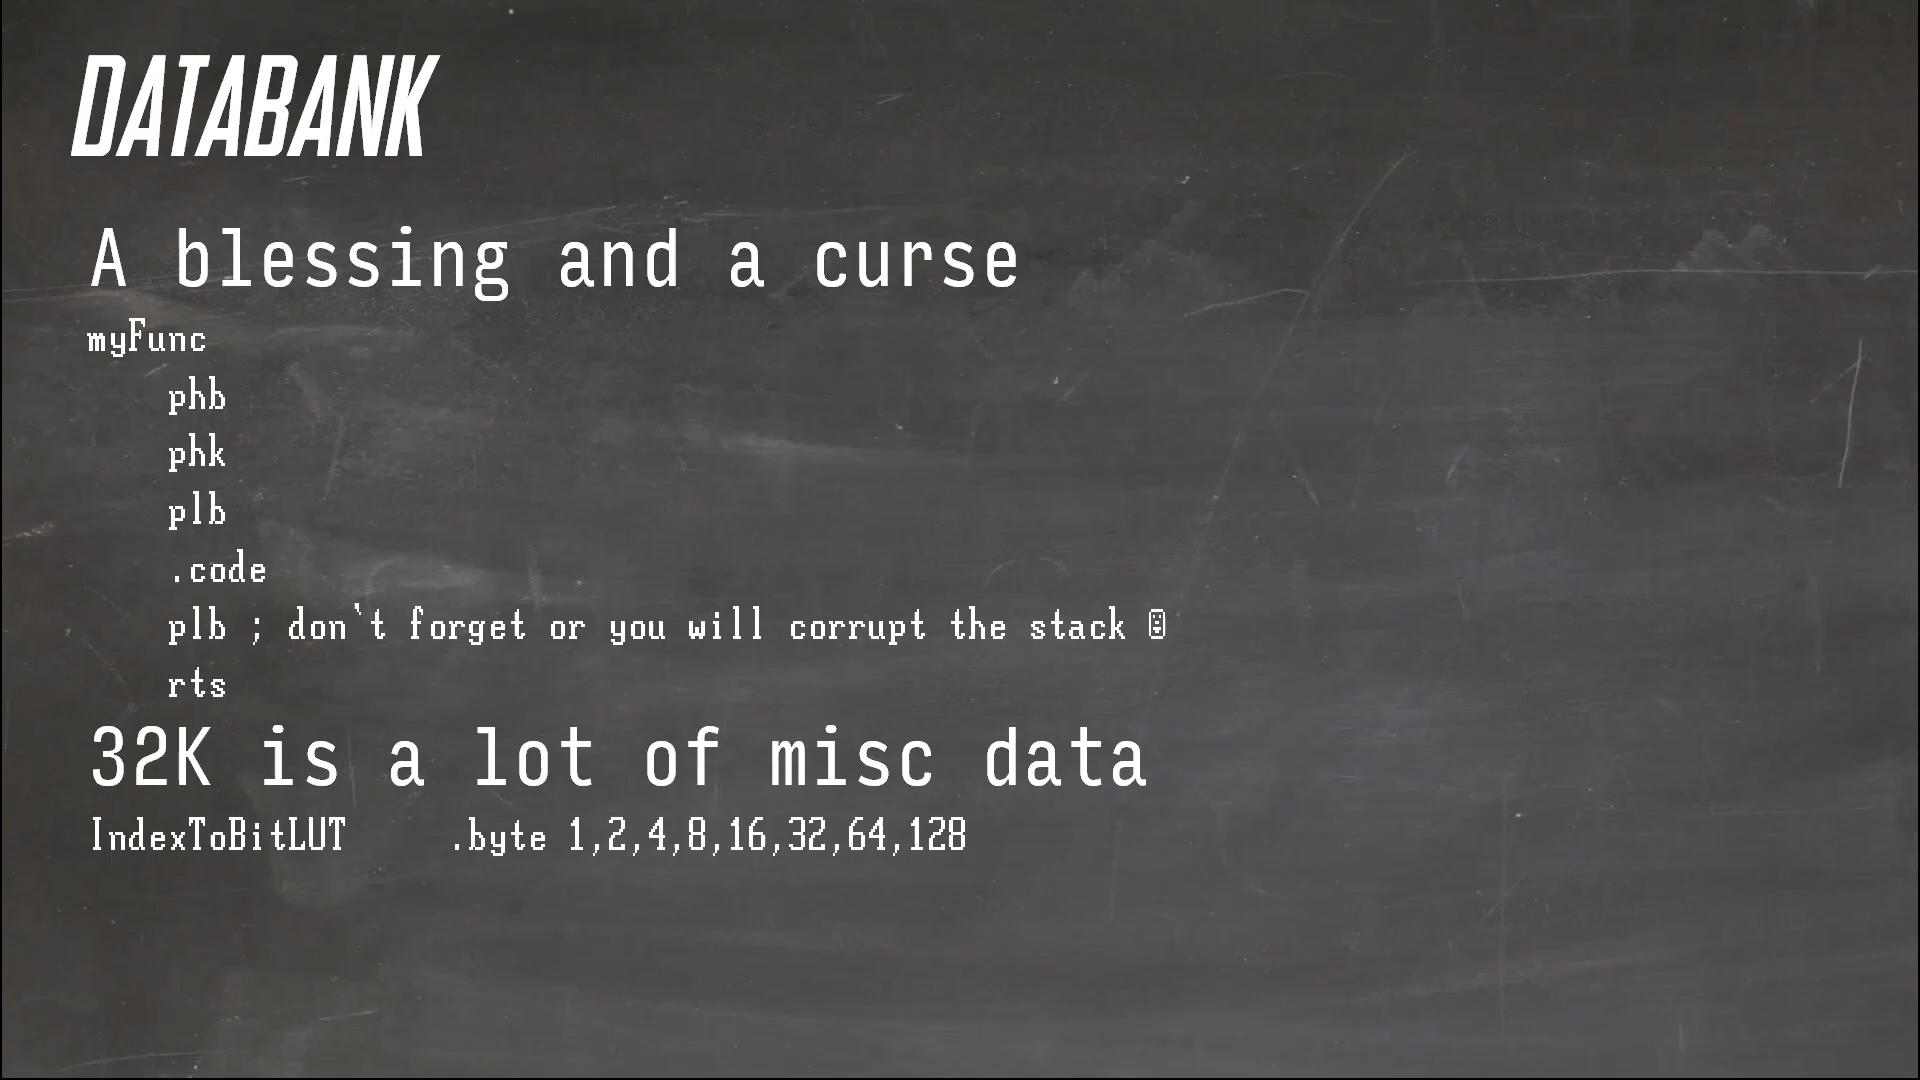 DATABANK
A blessing and a curse
myFunc
phb
phk
plb
.code
plb ; don`t forget or you will corrupt the stack
rts
32K is a lot of misc data
IndexToBitLUT .byte 1,2,4,8,16,32,64,128